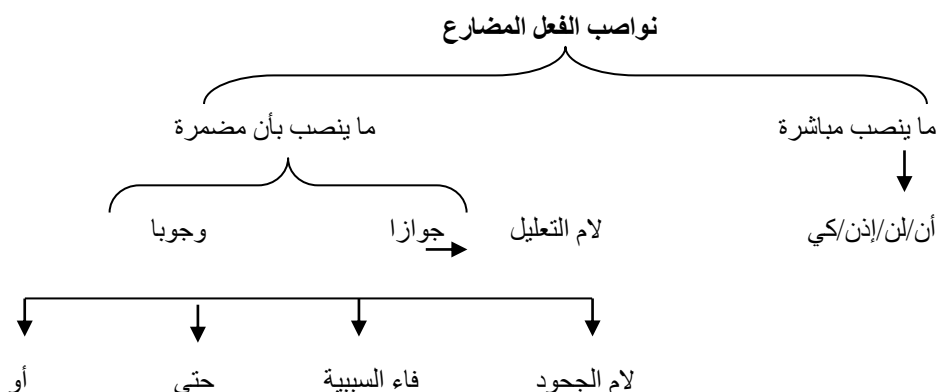 نواصب الفعل المضارع
ما ينصب مباشرة ما ينصب بأن مضمرة
أن/لن/إذن/كي لام التعليل جوازا وجوبا
لام الجحود فاء السببية حتى أو